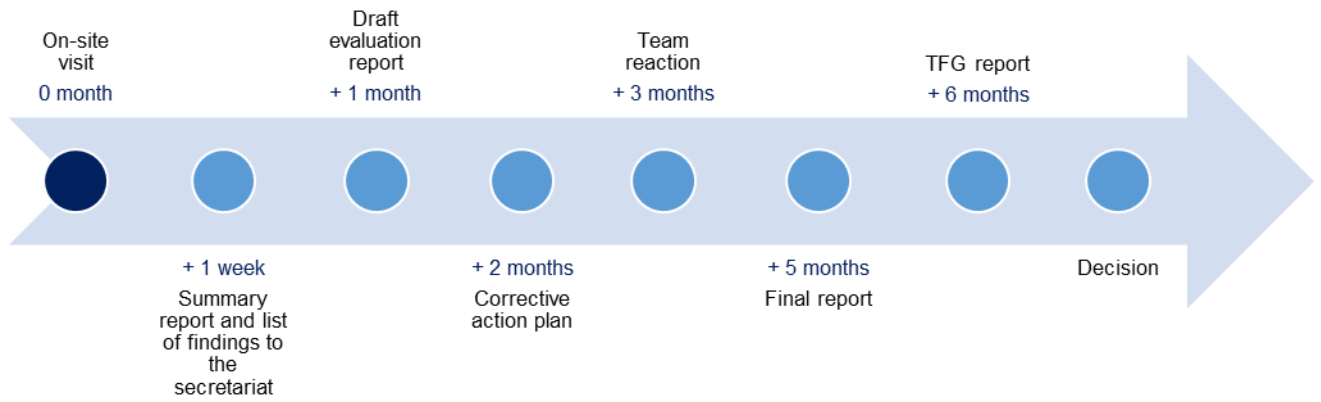 On-site
visit
0 month
Draft
evaluation
report
+ 1 month
Team
reaction
+ 3 months
TFG report
+ 6 months
+ 1 week
Summary
report and list
of findings to
the
secretariat
+ 2 months
Corrective
action plan
+ 5 months
Final report
Decision